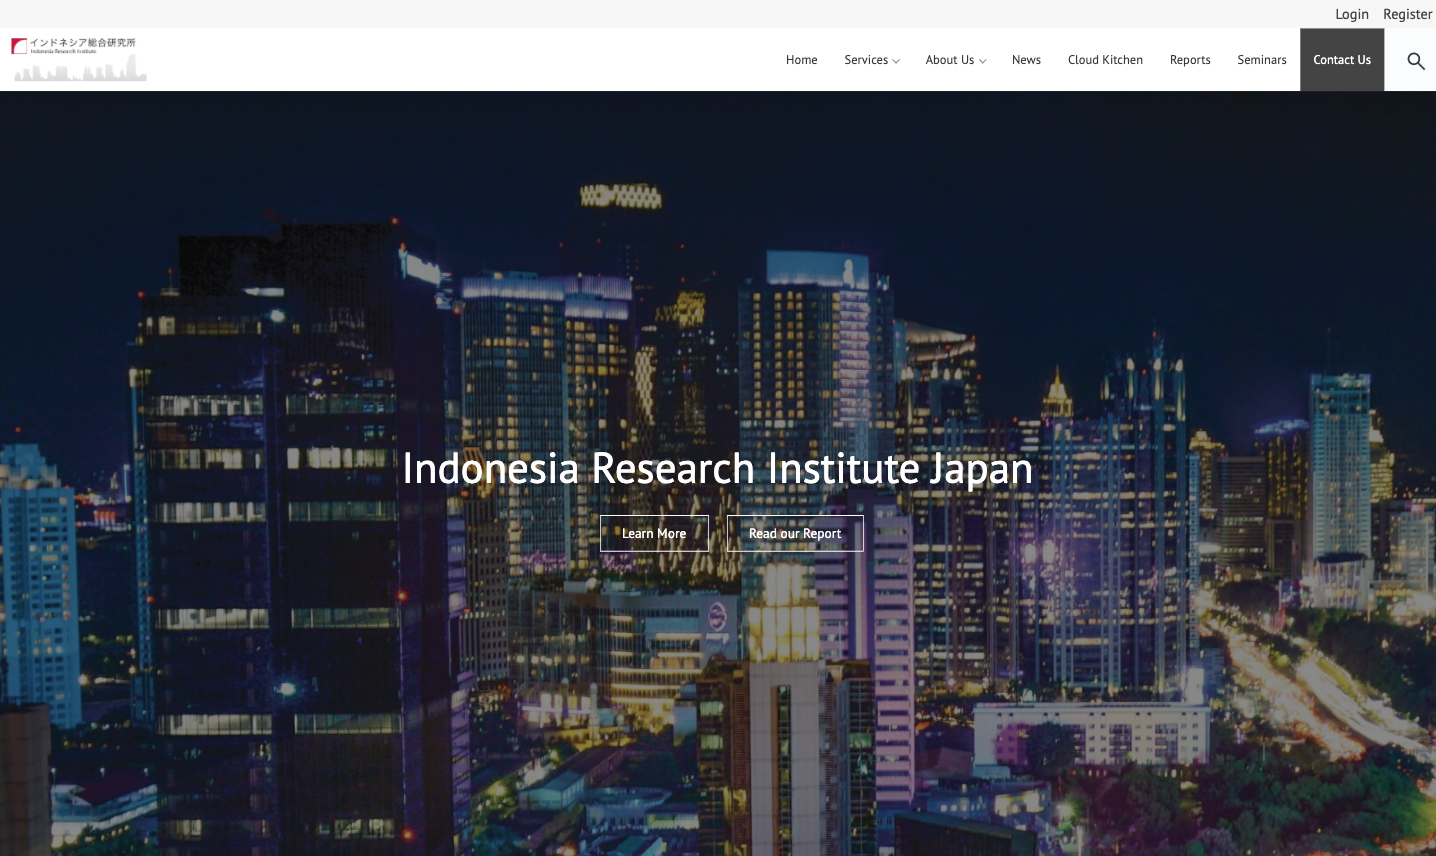 Login Register
インドネシア総合研究所
Indonesia Research Institute
Home Services About Us News Cloud Kitchen Reports Seminars Contact Us
Indonesia Research Institute Japan
Learn More Read our Report